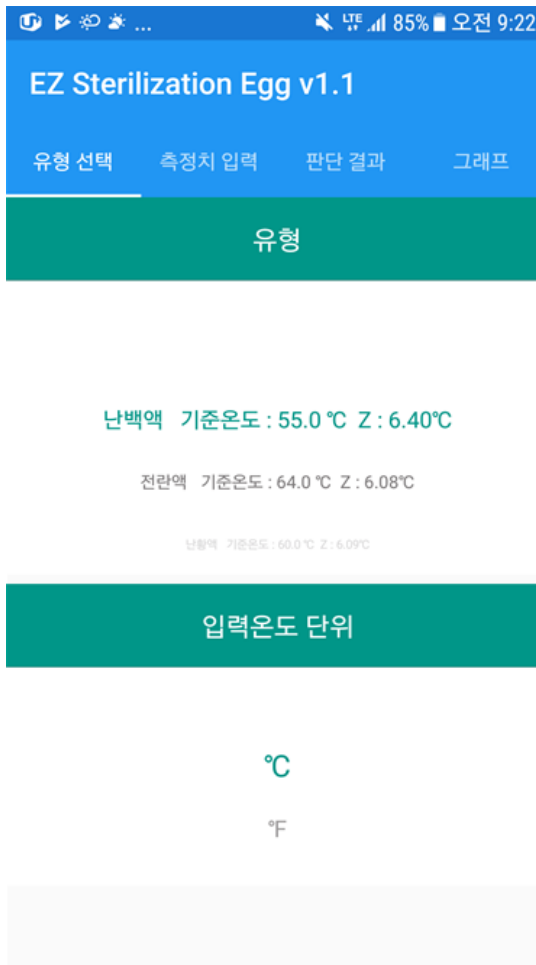 ... LTE 85% 오전 9:22
EZ Sterilization Egg v1.1
유형 선택 측정치 입력 판단 결과 그래프
유형
난백액 기준온도 : 55.0 ℃ Z : 6.40℃
전란액 기준온도 : 64.0 ℃ Z : 6.08℃
난황액 기준온도 : 60.0 ℃ Z : 6.09℃
입력온도 단위
℃
℉